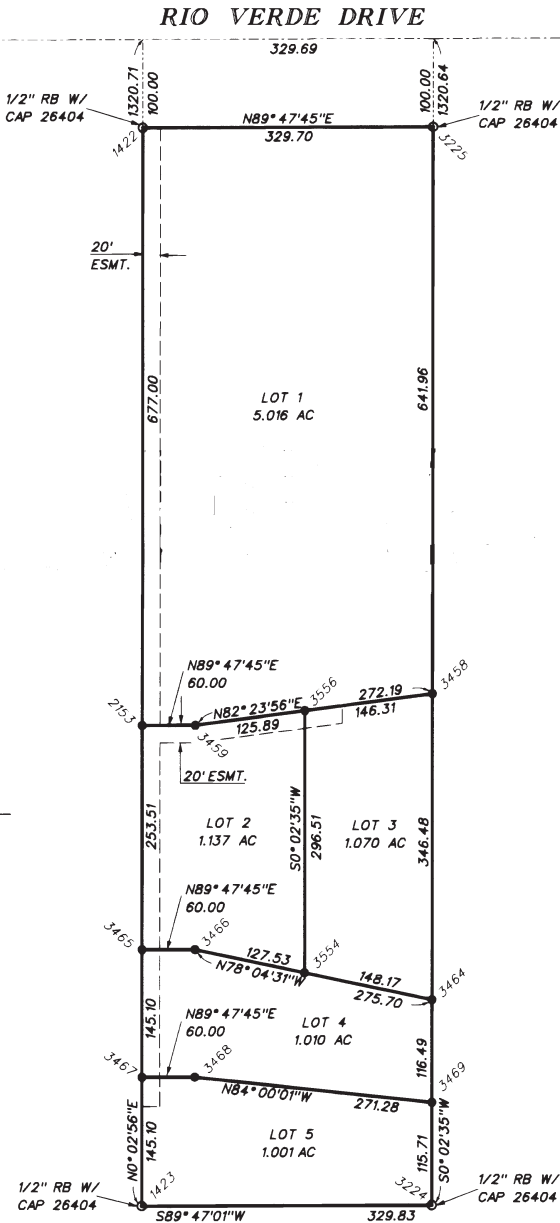 RIO VERDE DRIVE
329.69
1320.71
100.00
100.00
1320.64
1/2" RB W/
CAP 26404
1/2" RB W/
CAP 26404
N89°47'45"E
329.70
1422
3225
20'
ESMT.
677.00
641.96
LOT 1
5.016 AC
N89°47'45"E
60.00
2153
N82°23'56"E
125.89
3459
3556
272.19
146.31
3458
20' ESMT.
253.51
LOT 2
1.137 AC
S0°02'35"W
296.51
LOT 3
1.070 AC
346.48
N89°47'45"E
60.00
3465
3466
127.53
N78°04'31"W
3554
148.17
275.70
3464
145.10
N89°47'45"E
60.00
LOT 4
1.010 AC
116.49
3467
3468
N84°00'01"W
271.28
3469
N0°02'56"E
145.10
LOT 5
1.001 AC
115.71
S0°02'35"W
1/2" RB W/
CAP 26404
1423
3224
1/2" RB W/
CAP 26404
S89°47'01"W
329.83